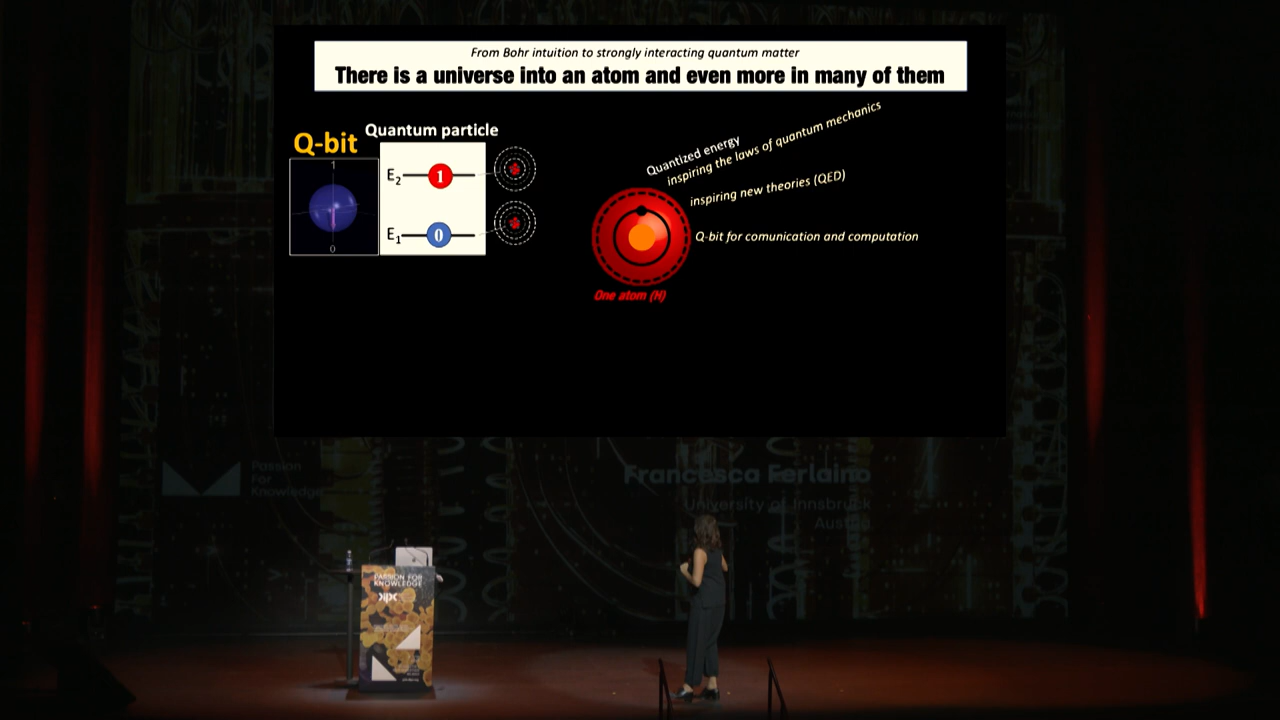 From Bohr intuition to strongly interacting quantum matter
There is a universe into an atom and even more in many of them
Q-bit
Quantum particle
1
0
E2
1
E1
0
Quantized energy
inspiring the laws of quantum mechanics
inspiring new theories (QED)
Q-bit for comunication and computation
One atom (H)
Passion
For
Knowledge
Francesca Ferlaino
University of Innsbruck
Austria
PASSION FOR
KNOWLEDGE
dipc